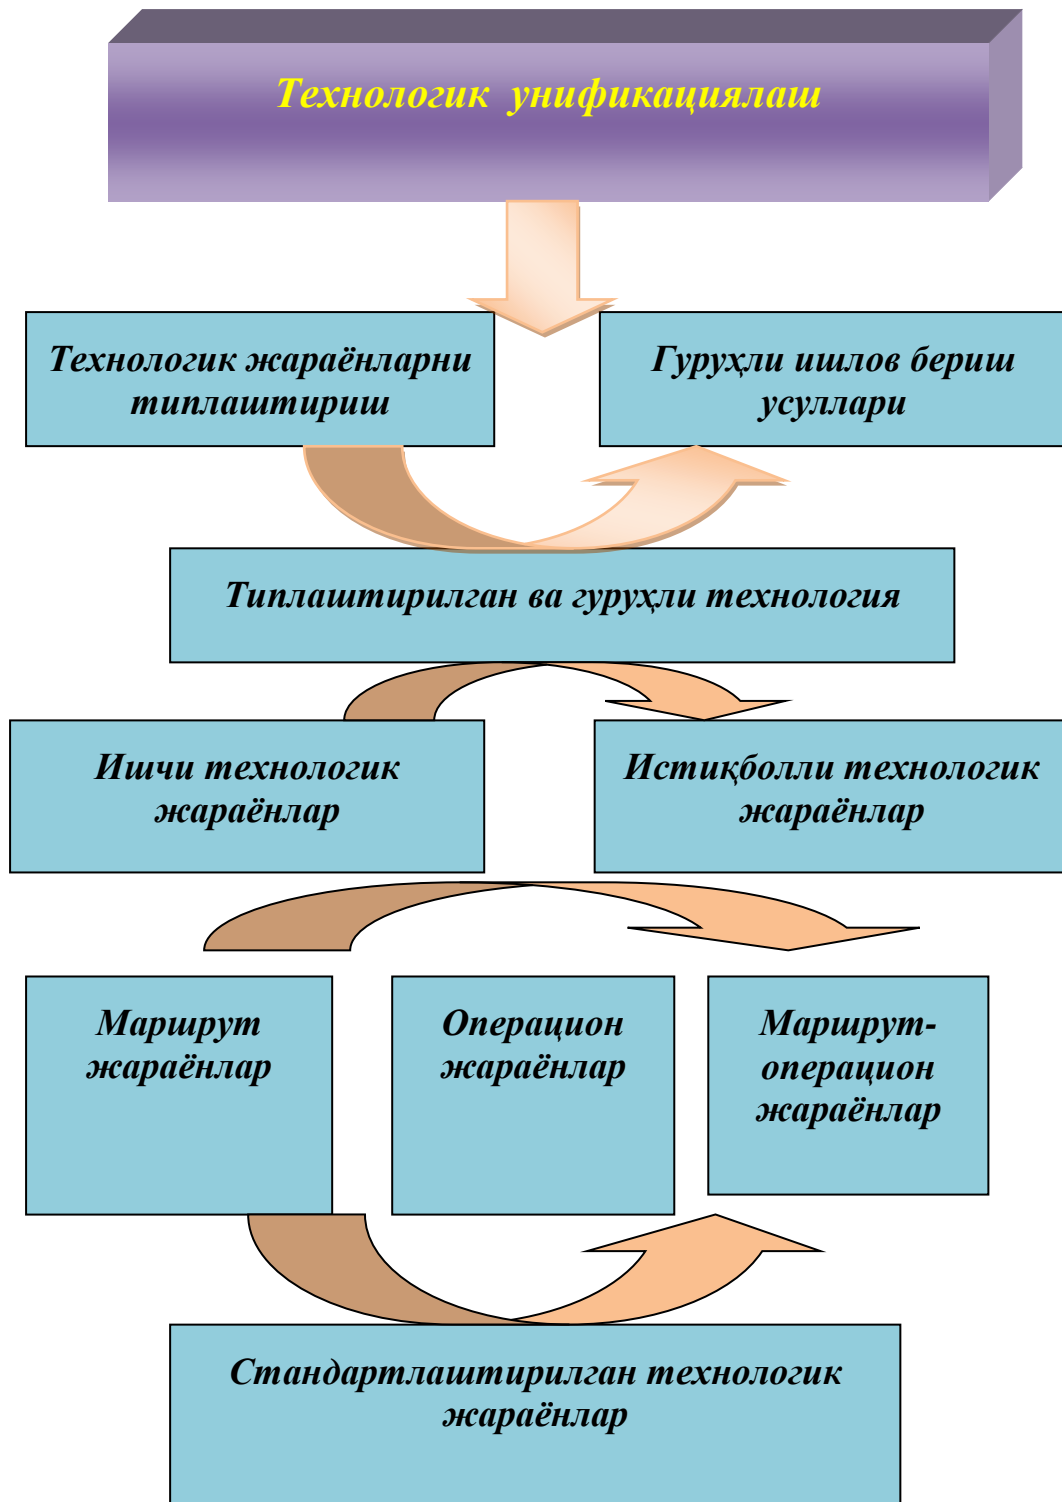 Технологик унификациялаш
Технологик жараёнларни
типлаштириш
Гуруҳли ишлов бериш
усуллари
Типлаштирилган ва гуруҳли технология
Ишчи технологик
жараёнлар
Истиқболли технологик
жараёнлар
Маршрут
жараёнлар
Операцион
жараёнлар
Маршрут-
операцион
жараёнлар
Стандартлаштирилган технологик
жараёнлар